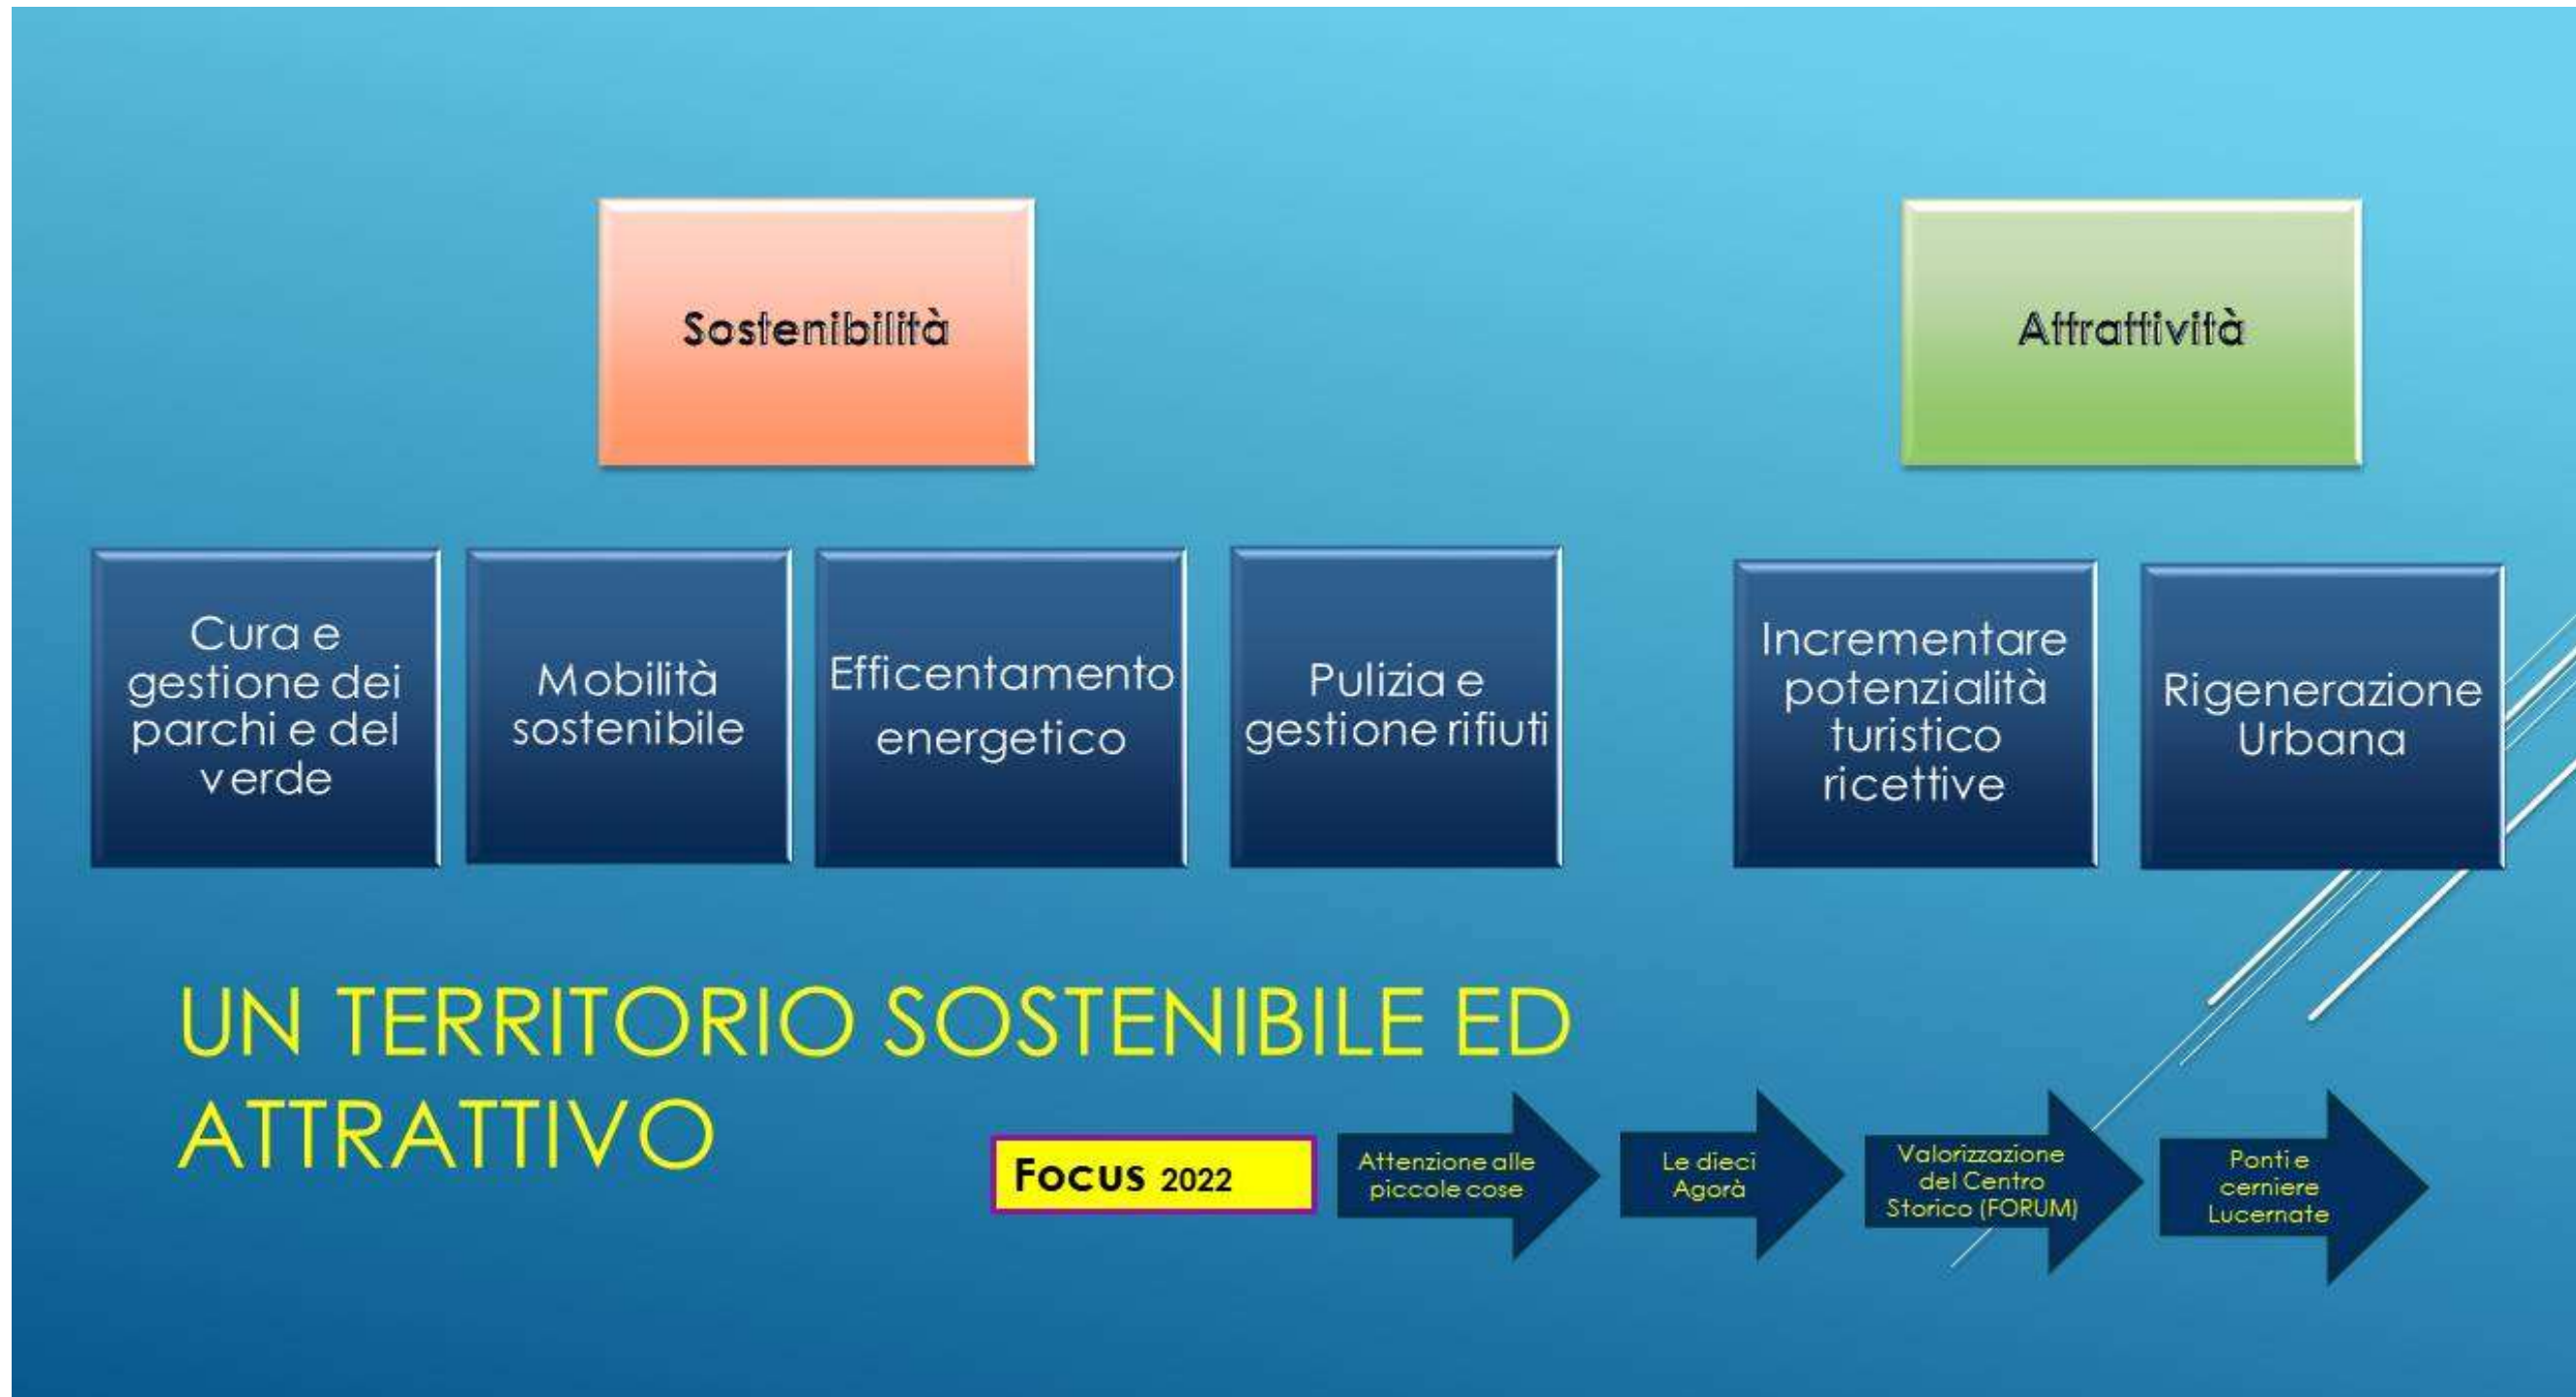 Sostenibilità
Attrattività
Cura e
gestione dei
parchi e del
verde
Mobilità
sostenibile
Efficentamento
energetico
Pulizia e
gestione rifiuti
Incrementare
potenzialità
turistico
ricettive
Rigenerazione
Urbana
UN TERRITORIO SOSTENIBILE ED
ATTRATTIVO
Focus 2022
Attenzione alle
piccole cose
Le dieci
Agorà
Valorizzazione
del Centro
Storico (FORUM)
Ponti e
cerniere
Lucernate